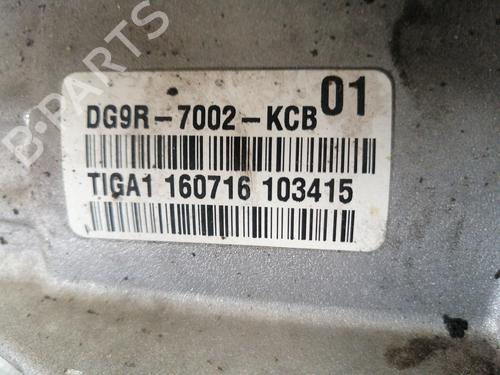 B-PARTS
01
DG9R-7002-KCB
TIGA1 160716 103415